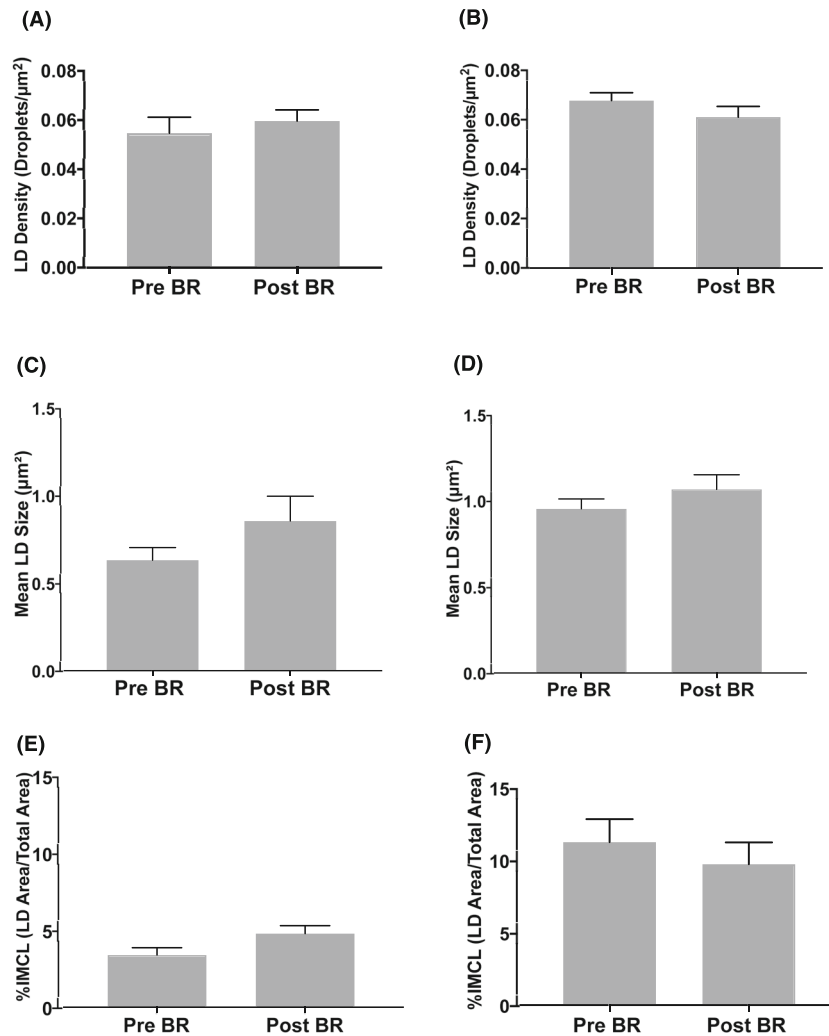 (A)
LD Density (Droplets/µm²)
0.08
0.06
0.04
0.02
0.00
Pre BR Post BR
(B)
LD Density (Droplets/µm²)
0.08
0.06
0.04
0.02
0.00
Pre BR Post BR
(C)
Mean LD Size (µm²)
1.5
1.0
0.5
0.0
Pre BR Post BR
(D)
Mean LD Size (µm²)
1.5
1.0
0.5
0.0
Pre BR Post BR
(E)
%IMCL (LD Area/Total Area)
15
10
5
0
Pre BR Post BR
(F)
%IMCL (LD Area/Total Area)
15
10
5
0
Pre BR Post BR